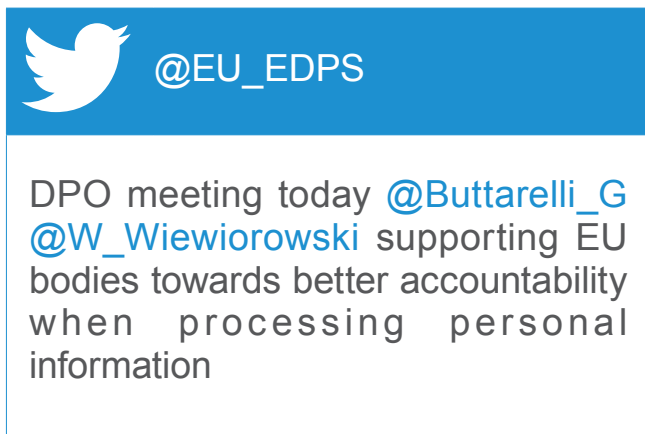 @EU_EDPS
DPO meeting today @Buttarelli_G
@W_Wiewiorowski supporting EU
bodies towards better accountability
when processing personal
information